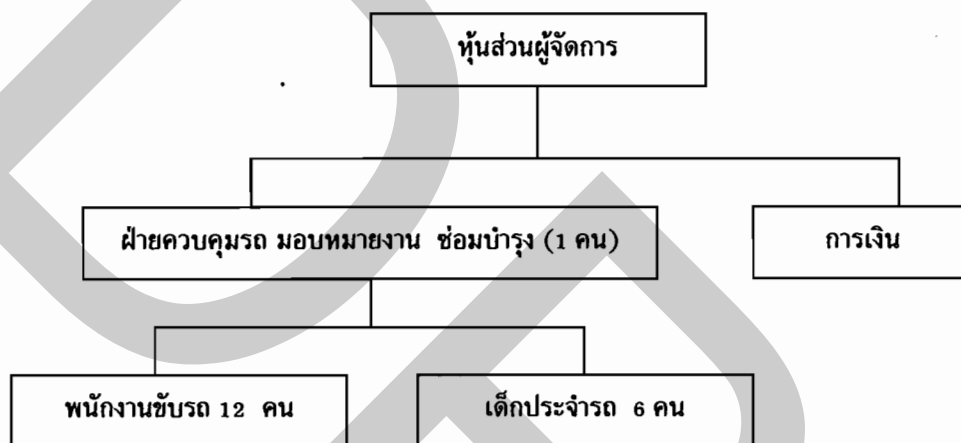 หุ้นส่วนผู้จัดการ
ฝ่ายควบคุมรถ มอบหมายงาน ซ่อมบำรุง (1 คน)
การเงิน
พนักงานขับรถ 12 คน
เด็กประจำรถ 6 คน